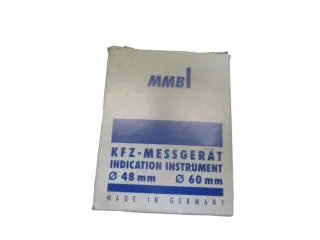 MMB
KFZ-MESSGERÄT
INDICATION INSTRUMENT
Ø 48 mm Ø 60 mm
MADE IN GERMANY